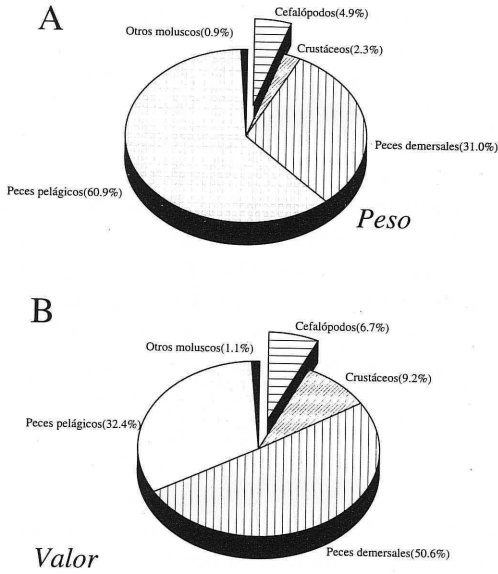 A
Cefalópodos(4.9%)
Otros moluscos(0.9%)
Crustáceos(2.3%)
Peces demersales(31.0%)
Peces pelágicos(60.9%)
Peso
B
Cefalópodos(6.7%)
Otros moluscos(1.1%)
Crustáceos(9.2%)
Peces pelágicos(32.4%)
Peces demersales(50.6%)
Valor